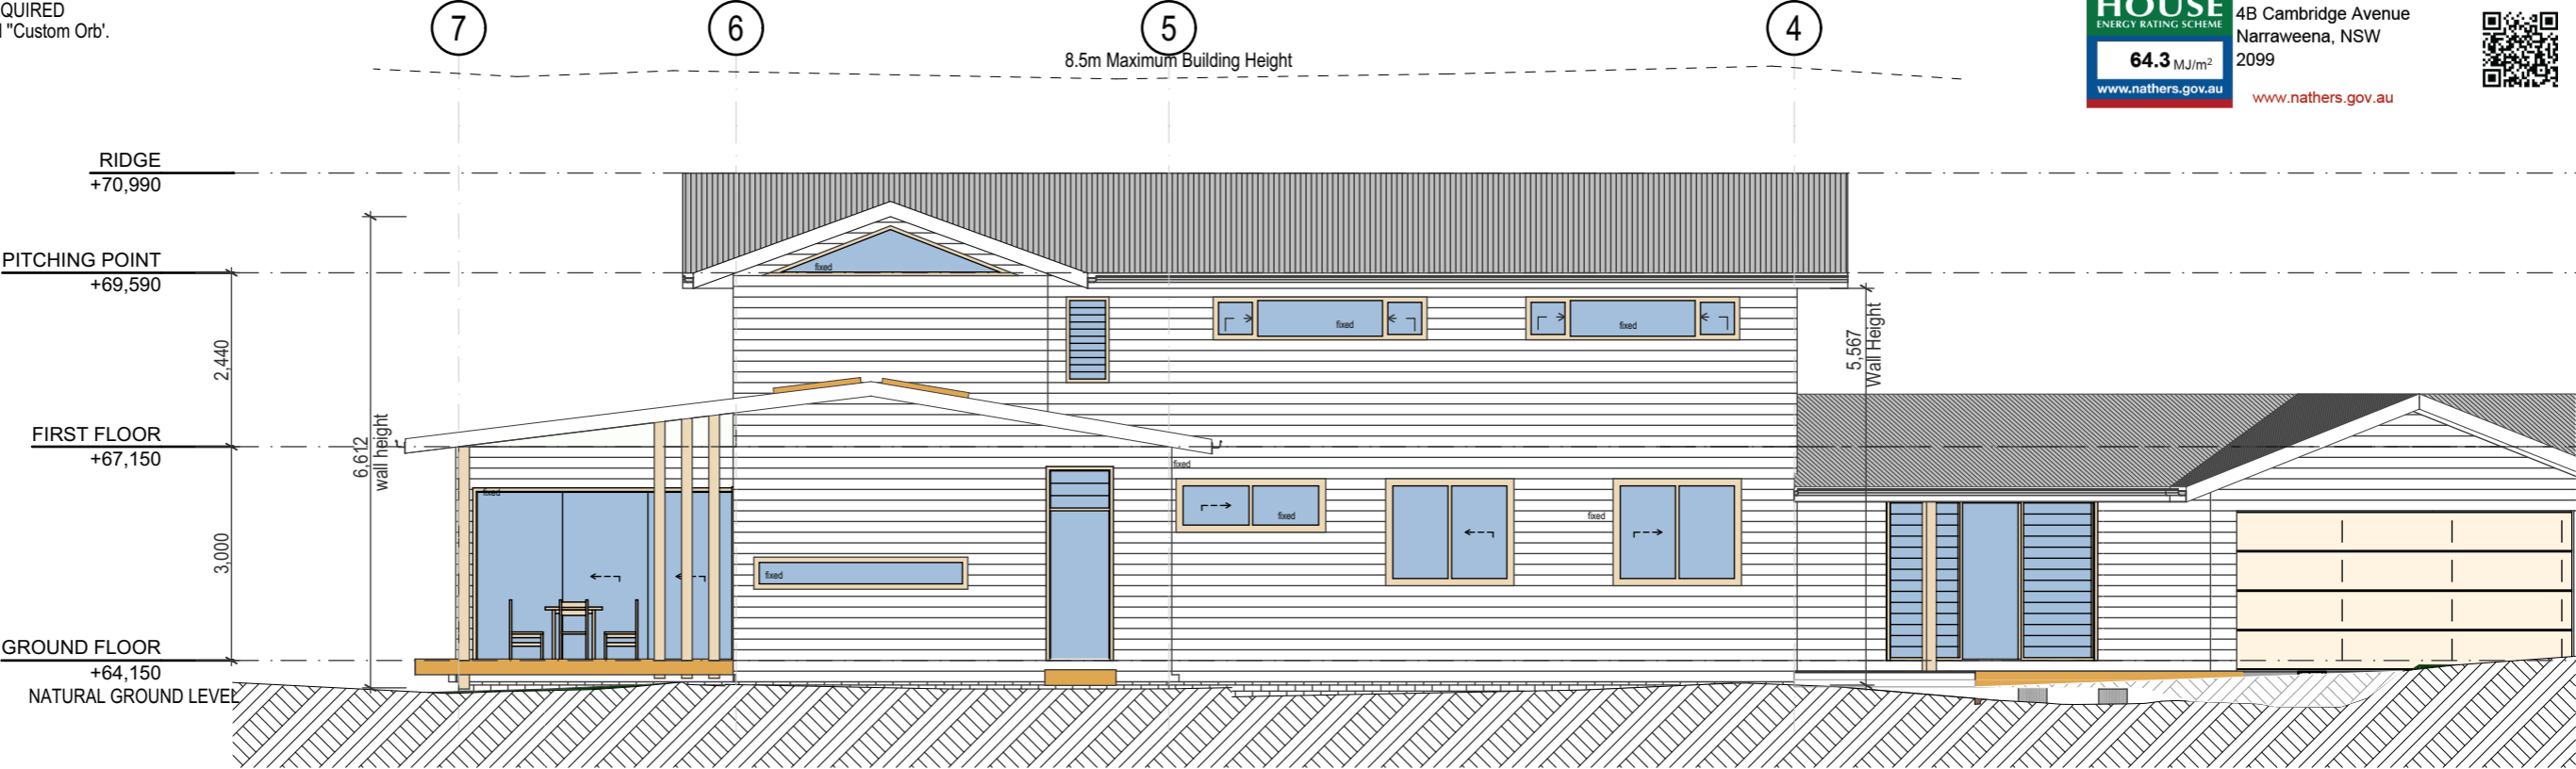 QUIRED
"Custom Orb'.
7
6
5
4
8.5m Maximum Building Height
HOUSE
ENERGY RATING SCHEME
64.3 MJ/m²
www.nathers.gov.au
4B Cambridge Avenue
Narraweena, NSW
2099
www.nathers.gov.au
RIDGE
+70,990
PITCHING POINT
+69,590
2,440
FIRST FLOOR
+67,150
3,000
GROUND FLOOR
+64,150
NATURAL GROUND LEVEL
6,612
wall height
5,567
Wall Height
fixed
fixed
fixed
fixed
fixed
fixed
fixed
fixed